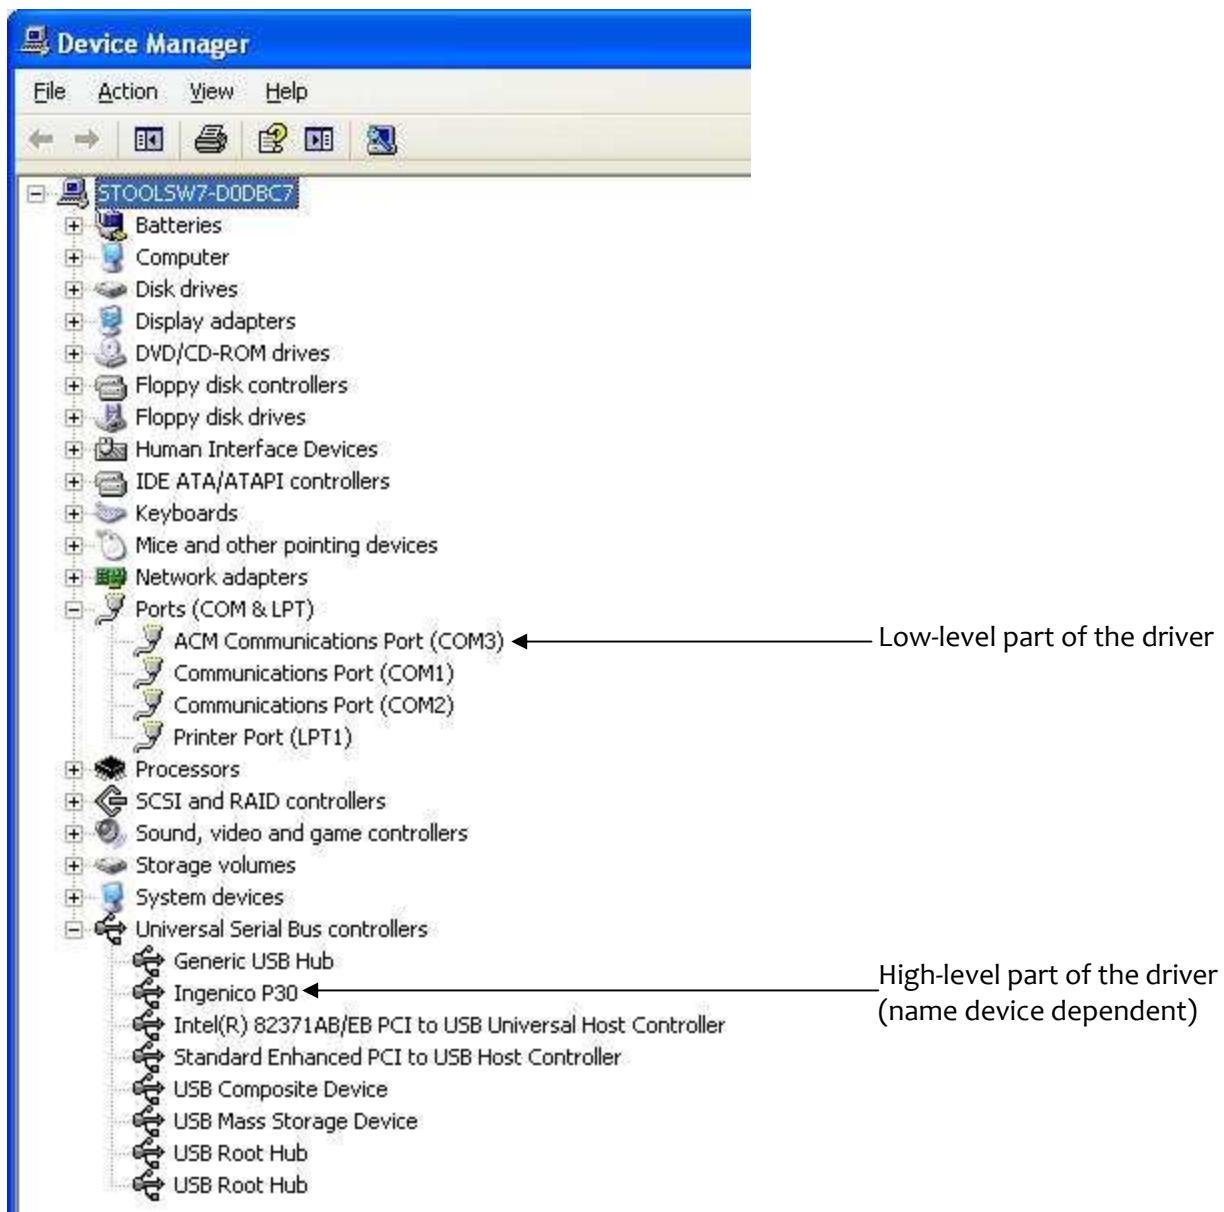 Device Manager
File Action View Help
STOOLSW7-D0DBC7
Batteries
Computer
Disk drives
Display adapters
DVD/CD-ROM drives
Floppy disk controllers
Floppy disk drives
Human Interface Devices
IDE ATA/ATAPI controllers
Keyboards
Mice and other pointing devices
Network adapters
Ports (COM & LPT)
ACM Communications Port (COM3)
Low-level part of the driver
Communications Port (COM1)
Communications Port (COM2)
Printer Port (LPT1)
Processors
SCSI and RAID controllers
Sound, video and game controllers
Storage volumes
System devices
Universal Serial Bus controllers
Generic USB Hub
Ingenico P30
High-level part of the driver
(name device dependent)
Intel(R) 82371AB/EB PCI to USB Universal Host Controller
Standard Enhanced PCI to USB Host Controller
USB Composite Device
USB Mass Storage Device
USB Root Hub
USB Root Hub